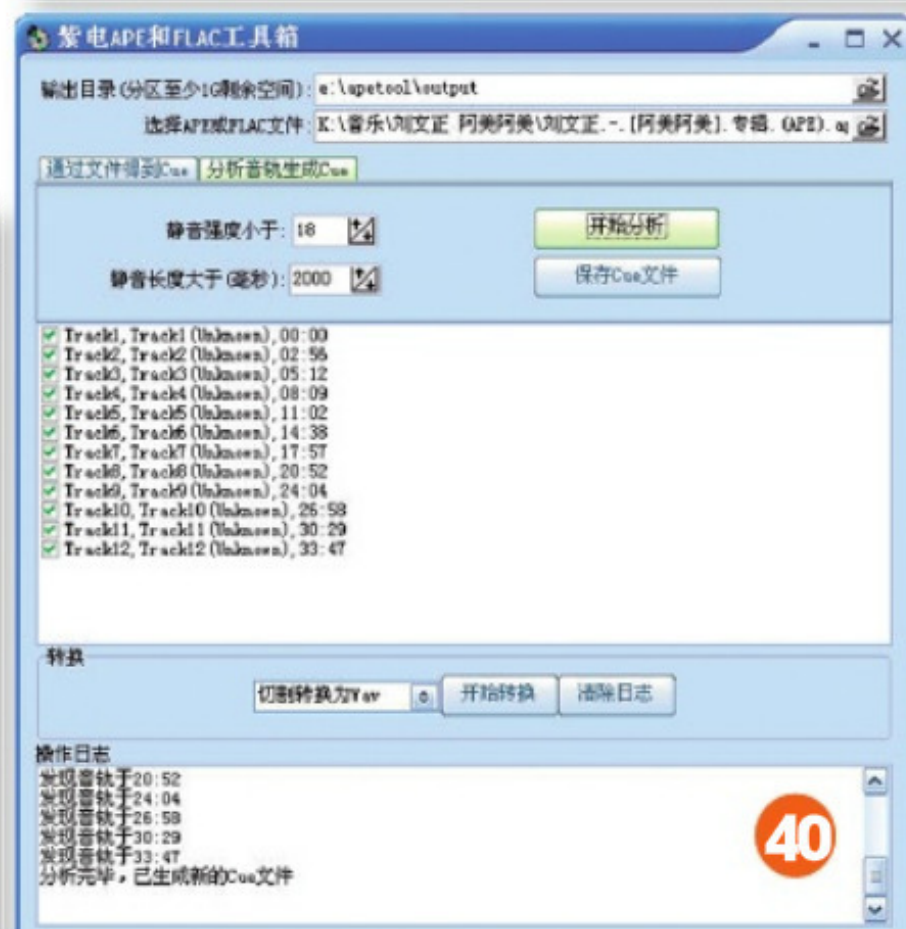 紫电APE和FLAC工具箱
输出目录(分区至少1G剩余空间): e:\apetool\output
选择APE或FLAC文件: K:\音乐\刘文正 阿美阿美\刘文正.-.[阿美阿美].专辑.(APE).ap
通过文件得到Cue 分析音轨生成Cue
静音强度小于: 18 开始分析
静音长度大于(毫秒): 2000 保存Cue文件
Track1, Track1(Unknown), 00:00
Track2, Track2(Unknown), 02:56
Track3, Track3(Unknown), 05:12
Track4, Track4(Unknown), 08:09
Track5, Track5(Unknown), 11:02
Track6, Track6(Unknown), 14:38
Track7, Track7(Unknown), 17:57
Track8, Track8(Unknown), 20:52
Track9, Track9(Unknown), 24:04
Track10, Track10(Unknown), 26:58
Track11, Track11(Unknown), 30:29
Track12, Track12(Unknown), 33:47
转换
切割转换为Wav 开始转换 清除日志
操作日志
发现音轨于20:52
发现音轨于24:04
发现音轨于26:58
发现音轨于30:29
发现音轨于33:47
分析完毕，已生成新的Cue文件
40